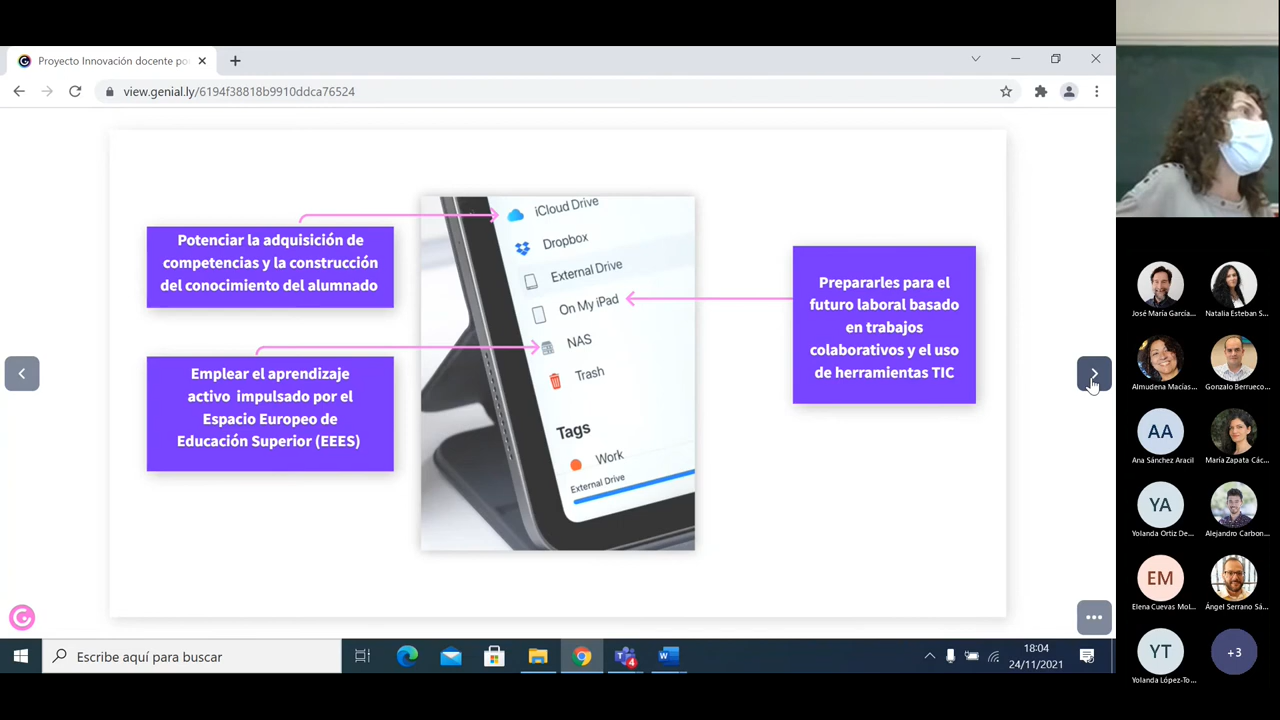 Proyecto Innovación docente po
view.genial.ly/6194f38818b9910ddca76524
Potenciar la adquisición de
competencias y la construcción
del conocimiento del alumnado
Emplear el aprendizaje
activo impulsado por el
Espacio Europeo de
Educación Superior (EEES)
iCloud Drive
Dropbox
External Drive
On My iPad
NAS
Trash
Tags
Work
External Drive
Prepararles para el
futuro laboral basado
en trabajos
colaborativos y el uso
de herramientas TIC
José María García...
Natalia Esteban S...
Almudena Macías...
Gonzalo Berrueco...
AA
Ana Sánchez Aracil
María Zapata Các...
YA
Yolanda Ortiz De...
Alejandro Carbon...
EM
Elena Cuevas Mol...
Ángel Serrano Sá...
YT
Yolanda López-To...
+3
Escribe aquí para buscar
4
18:04
24/11/2021